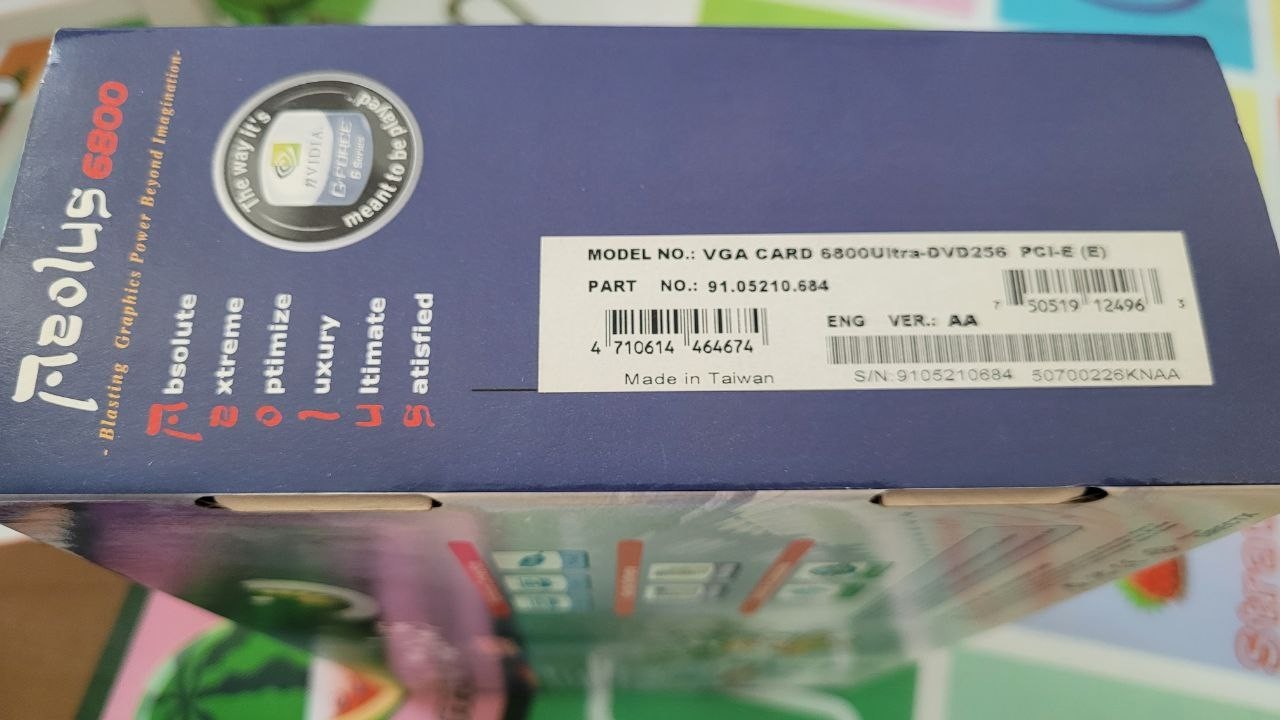 Aeolus 6800
- Blasting Graphics Power Beyond Imagination-
The way it's
meant to be played
NVIDIA
GeFORCE
6 Series
Absolute
extreme
optimize
luxury
ultimate
satisfied
MODEL NO.: VGA CARD 6800Ultra-DVD256 PCI-E (E)
PART NO.: 91.05210.684
7 50519 12496 3
ENG VER.: AA
4 710614 464674
Made in Taiwan
S/N:9105210684 50700226KNAA